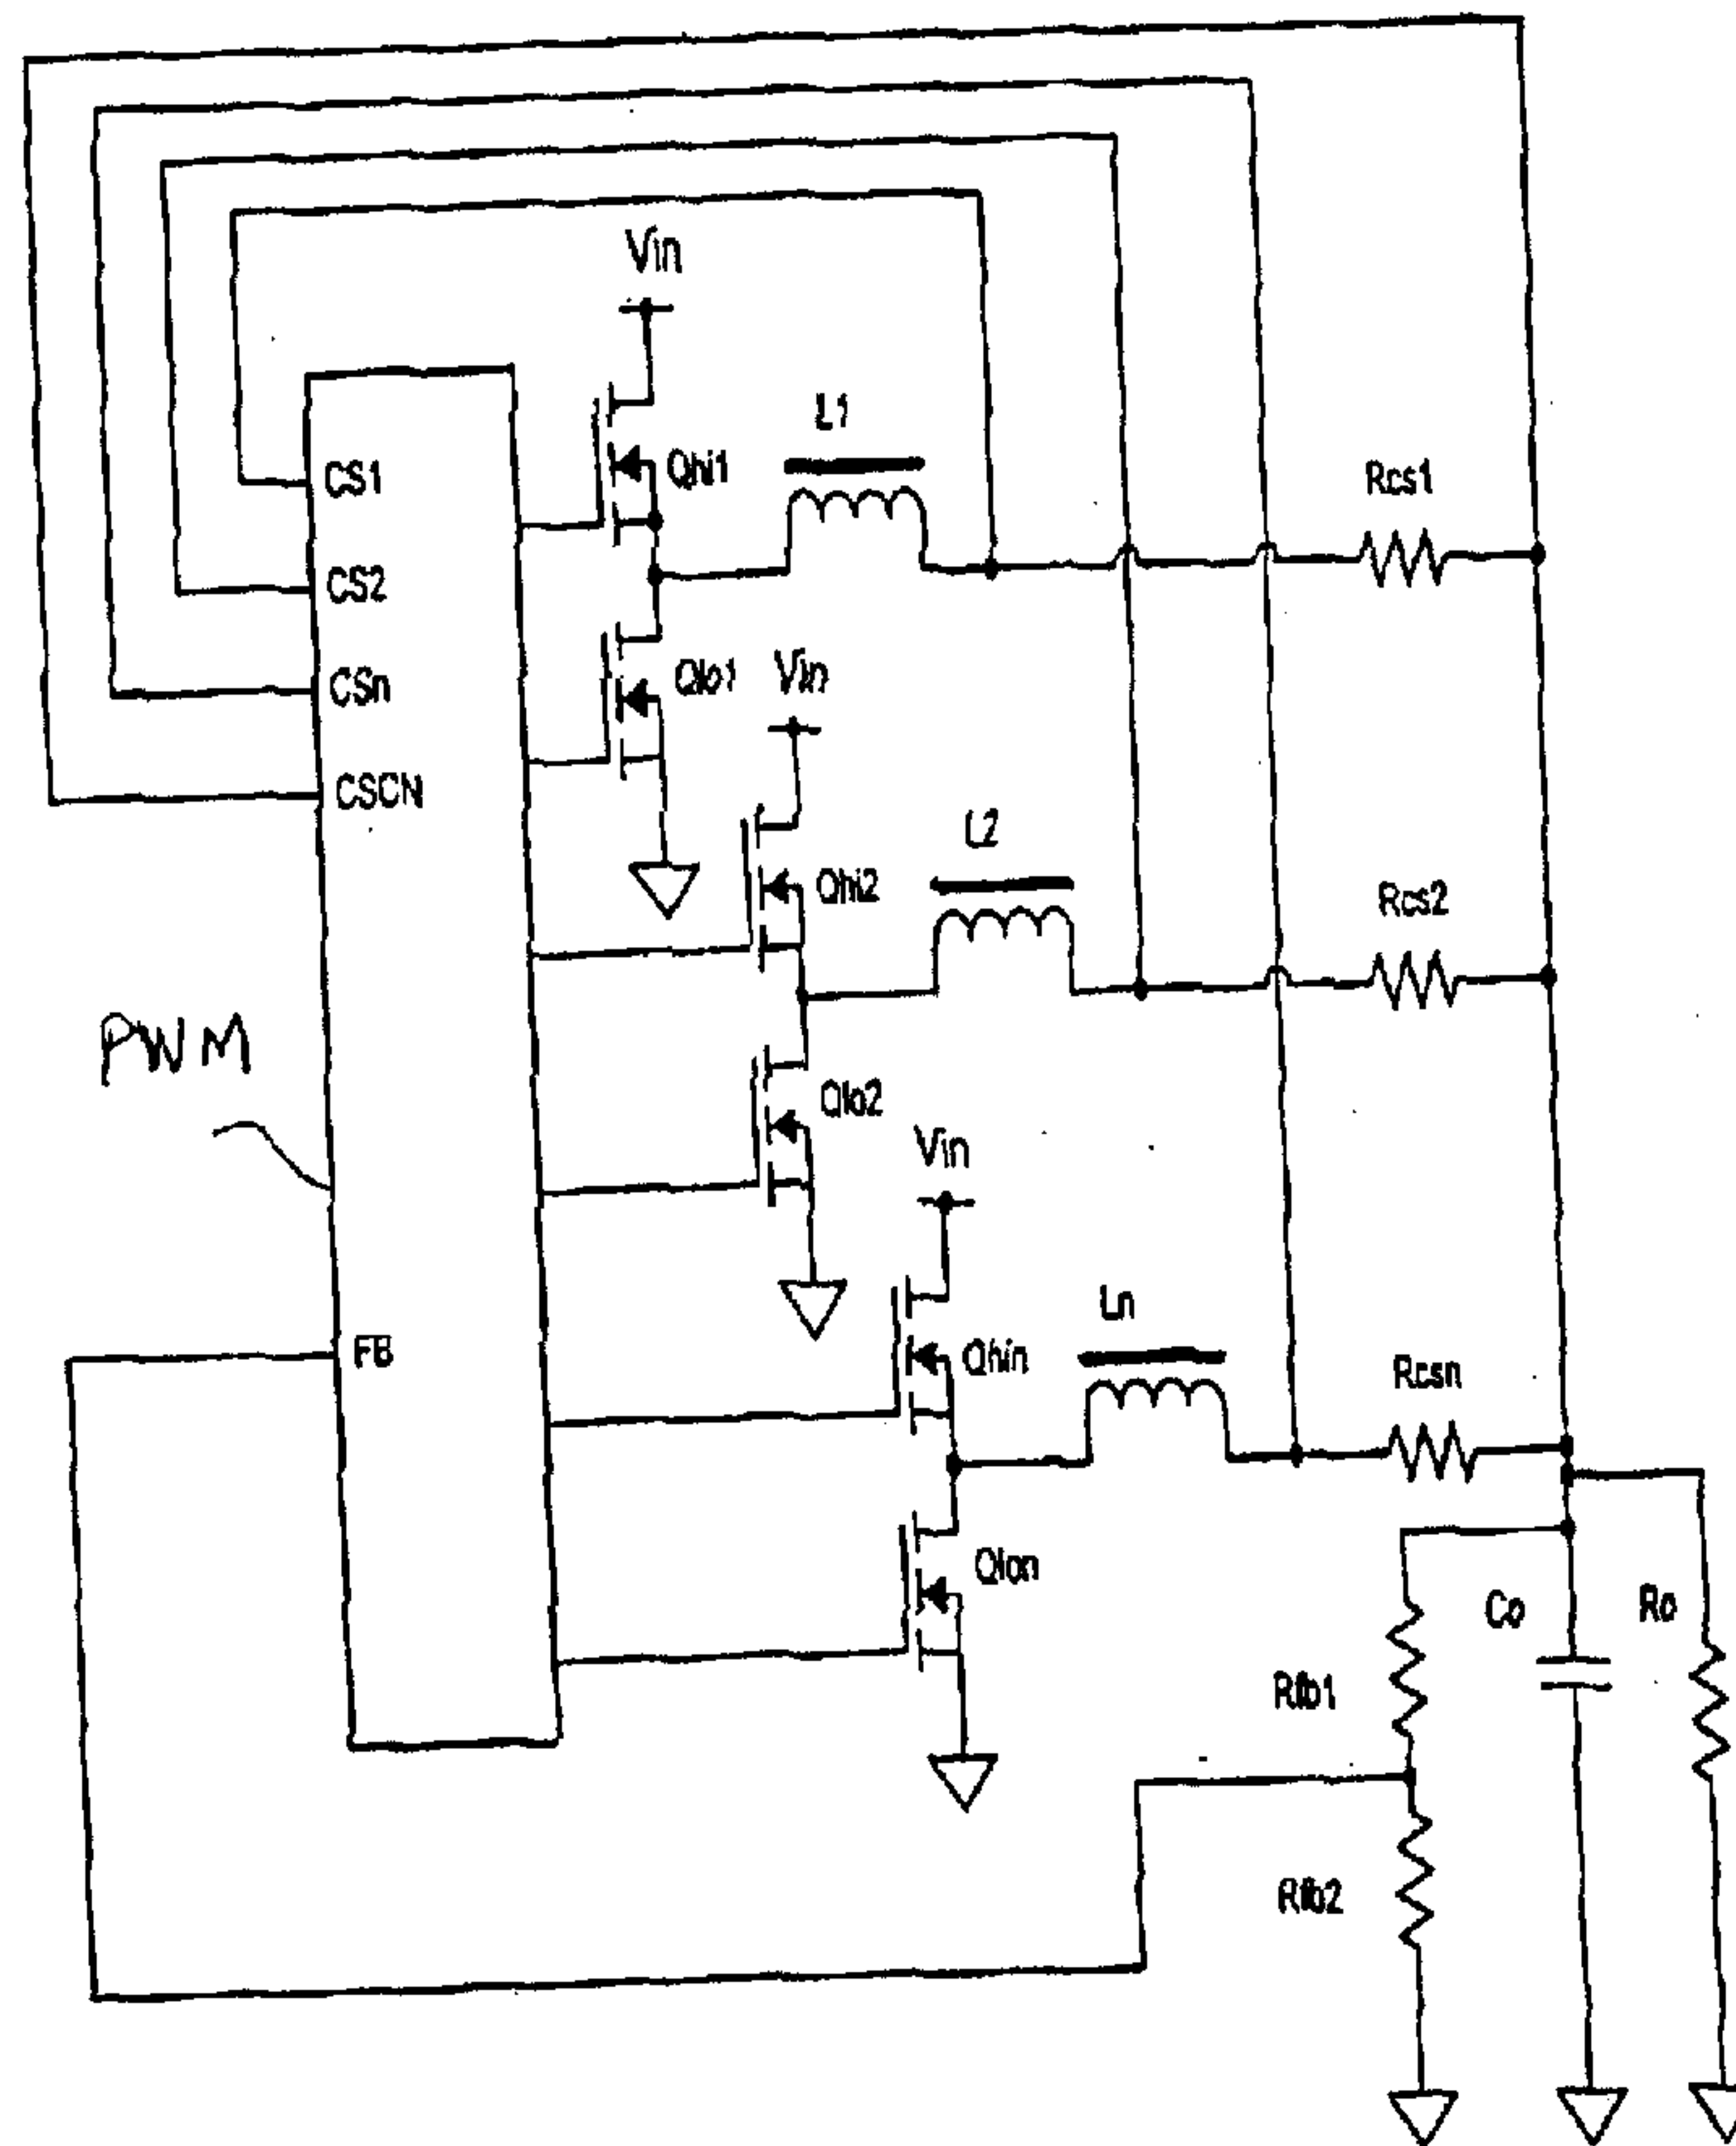 Vin
L1
CS1
Qhi1
Rcs1
CS2
Qlo1
Vin
CSn
CSCN
L2
Qhi2
Rcs2
PWM
Qlo2
Vin
Ln
FB
Qhin
Rcsn
Qlon
Co
Ro
Rfb1
Rfb2